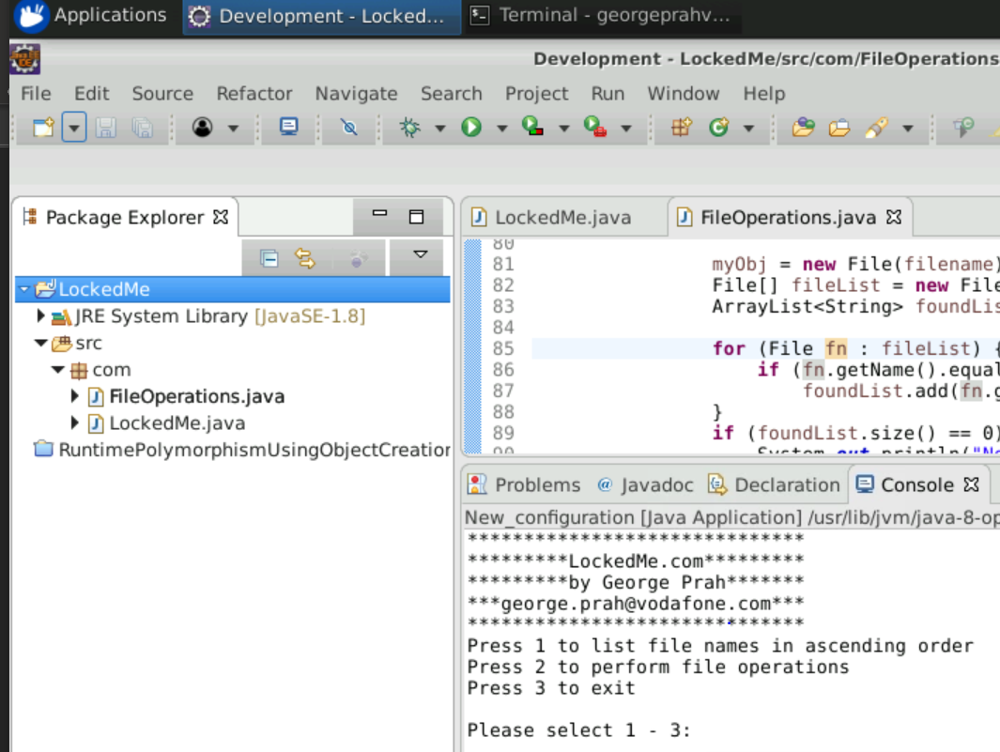 Applications
Development - Locked...
Terminal - georgeprahv...
Development - LockedMe/src/com/FileOperations
File Edit Source Refactor Navigate Search Project Run Window Help
Package Explorer
LockedMe
JRE System Library [JavaSE-1.8]
src
com
FileOperations.java
LockedMe.java
RuntimePolymorphismUsingObjectCreation
LockedMe.java
FileOperations.java
80
81 myObj = new File(filename)
82 File[] fileList = new File
83 ArrayList<String> foundLis
84
85 for (File fn : fileList) {
86 if (fn.getName().equal
87 foundList.add(fn.g
88 }
89 if (foundList.size() == 0)
90 System.out.println("No
Problems Javadoc Declaration Console
New_configuration [Java Application] /usr/lib/jvm/java-8-op
******************************
*********LockedMe.com*********
*********by George Prah*******
***george.prah@vodafone.com***
******************************
Press 1 to list file names in ascending order
Press 2 to perform file operations
Press 3 to exit
Please select 1 - 3: